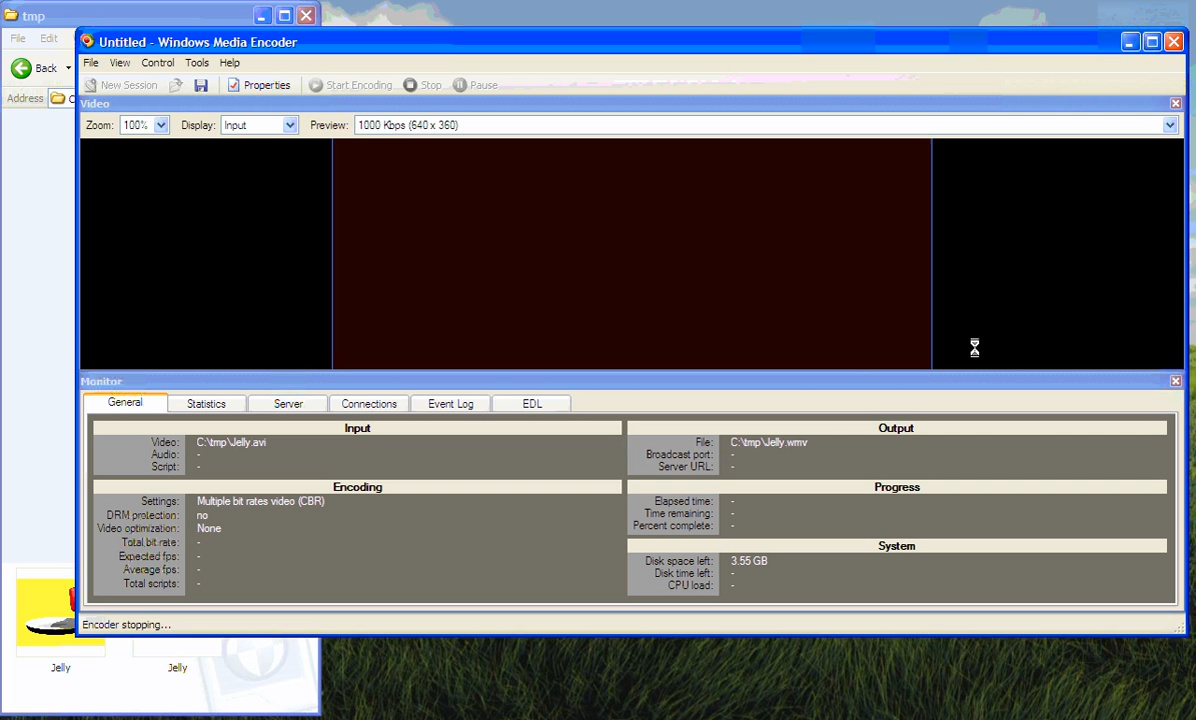 tmp
File Edit
Untitled - Windows Media Encoder
File View Control Tools Help
Back
New Session Properties Start Encoding Stop Pause
Address C
Video
Zoom: 100% Display: Input Preview: 1000 Kbps (640 x 360)
Monitor
General Statistics Server Connections Event Log EDL
Input
Video: C:\tmp\Jelly.avi
Audio: -
Script: -
Output
File: C:\tmp\Jelly.wmv
Broadcast port: -
Server URL: -
Encoding
Settings: Multiple bit rates video (CBR)
DRM protection: no
Video optimization: None
Total bit rate: -
Expected fps: -
Average fps: -
Total scripts: -
Progress
Elapsed time: -
Time remaining: -
Percent complete: -
System
Disk space left: 3.55 GB
Disk time left: -
CPU load: -
Encoder stopping...
Jelly Jelly